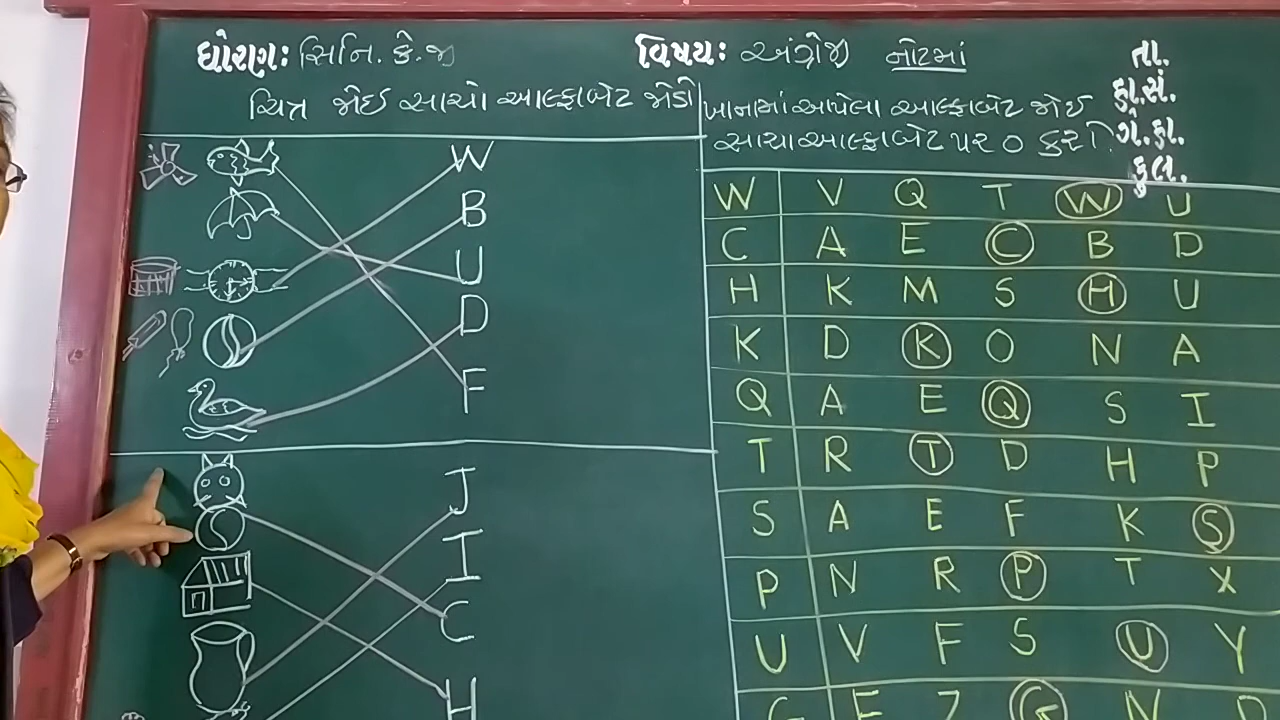 ધોરણ: સિનિ. કે.જી
વિષય: અંગ્રેજી નોટમાં
તા.
હા.સં.
ગે.હા.
કુલ.
ચિત્ર જોઈ સાચો આલ્ફાબેટ જોડો
W
B
U
D
F
J
I
C
H
ખાનામાં આપેલા આલ્ફાબેટ જોઈ
સાચા આલ્ફાબેટ પર ૦ કરો.
W V Q T W U
C A E C B D
H K M S H U
K D K O N A
Q A E Q S I
T R T D H P
S A E F K S
P N R P T X
U V F S U Y
G F Z G N